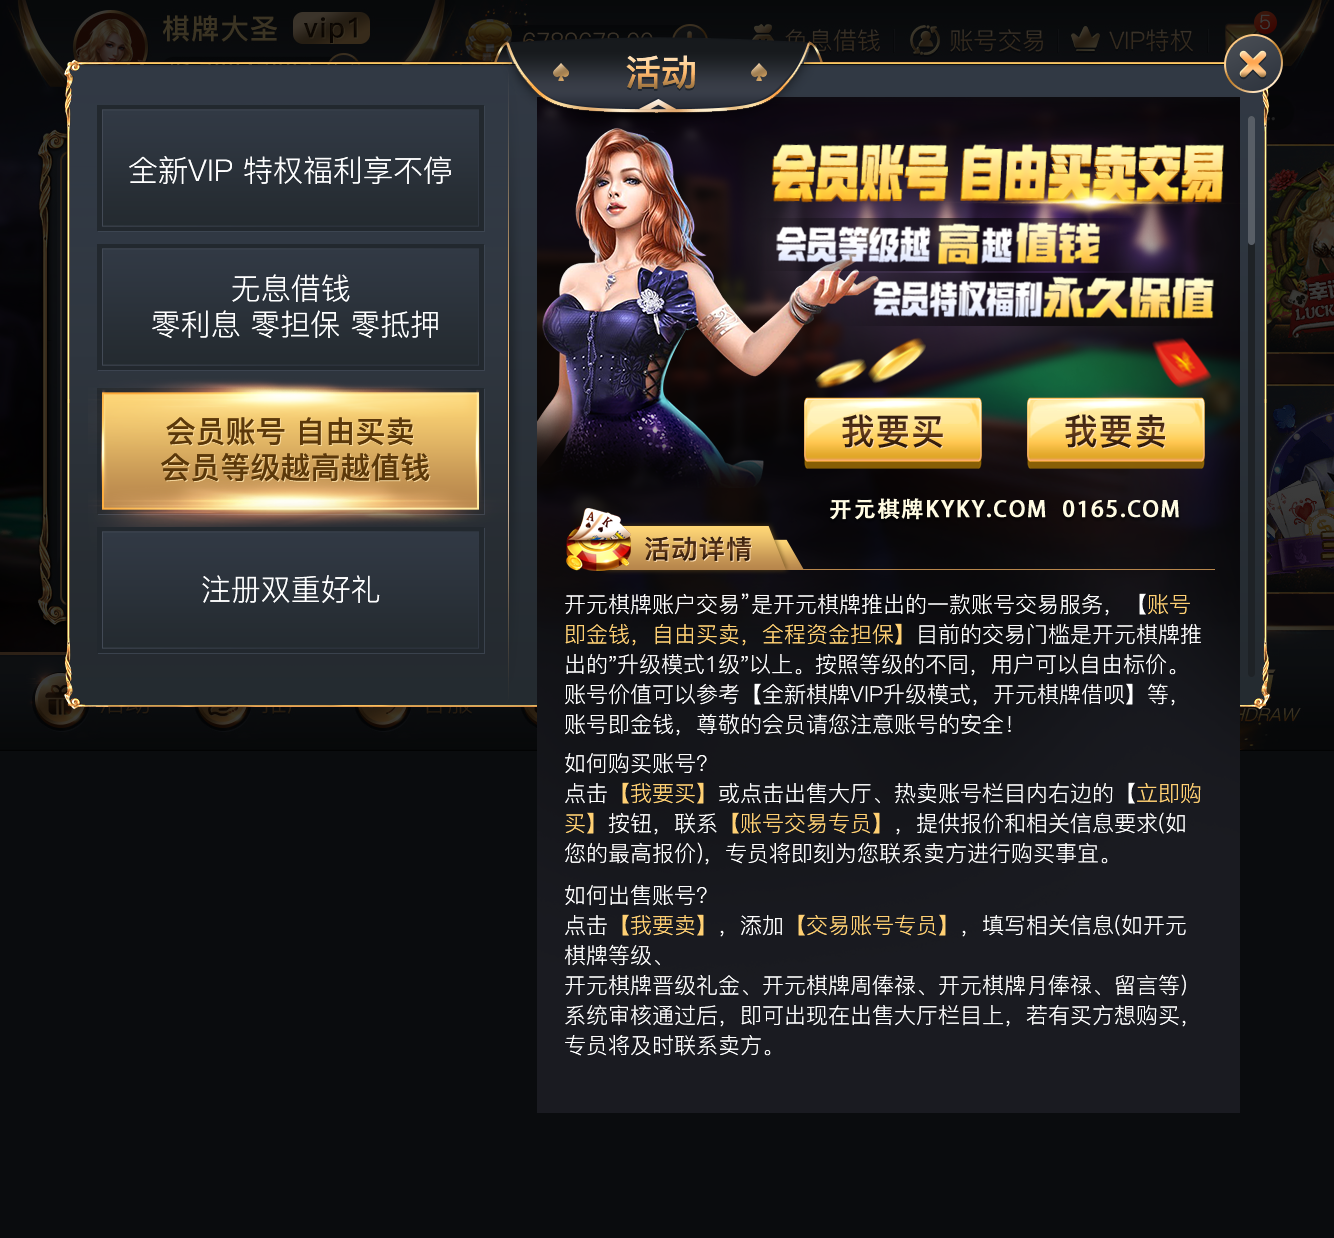 棋牌大圣 vip1
6789678.00
免息借钱
账号交易
VIP特权
5
活动
全新VIP 特权福利享不停
无息借钱
零利息 零担保 零抵押
会员账号 自由买卖
会员等级越高越值钱
注册双重好礼
会员账号 自由买卖交易
会员等级越高越值钱
会员特权福利永久保值
我要买
我要卖
开元棋牌KYKY.COM 0165.COM
活动详情
开元棋牌账户交易”是开元棋牌推出的一款账号交易服务，【账号
即金钱，自由买卖，全程资金担保】目前的交易门槛是开元棋牌推
出的”升级模式1级”以上。按照等级的不同，用户可以自由标价。
账号价值可以参考【全新棋牌VIP升级模式，开元棋牌借呗】等，
账号即金钱，尊敬的会员请您注意账号的安全！
如何购买账号？
点击【我要买】或点击出售大厅、热卖账号栏目内右边的【立即购
买】按钮，联系【账号交易专员】，提供报价和相关信息要求(如
您的最高报价)，专员将即刻为您联系卖方进行购买事宜。
如何出售账号？
点击【我要卖】，添加【交易账号专员】，填写相关信息(如开元
棋牌等级、
开元棋牌晋级礼金、开元棋牌周俸禄、开元棋牌月俸禄、留言等)
系统审核通过后，即可出现在出售大厅栏目上，若有买方想购买，
专员将及时联系卖方。